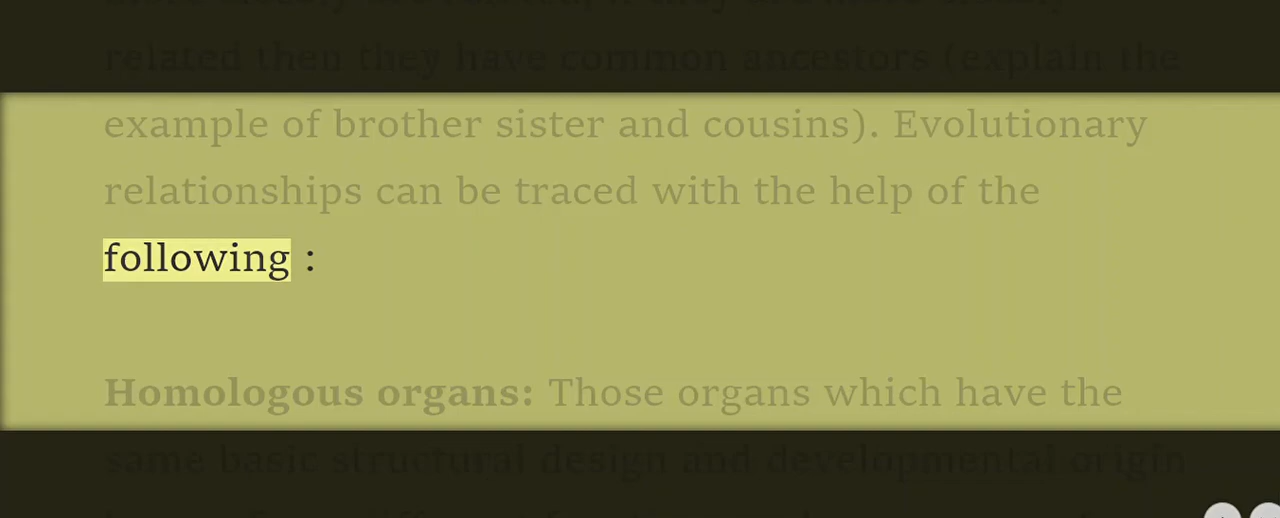 related then they have common ancestors (explain the
example of brother sister and cousins). Evolutionary
relationships can be traced with the help of the
following :
Homologous organs: Those organs which have the
same basic structural design and developmental origin